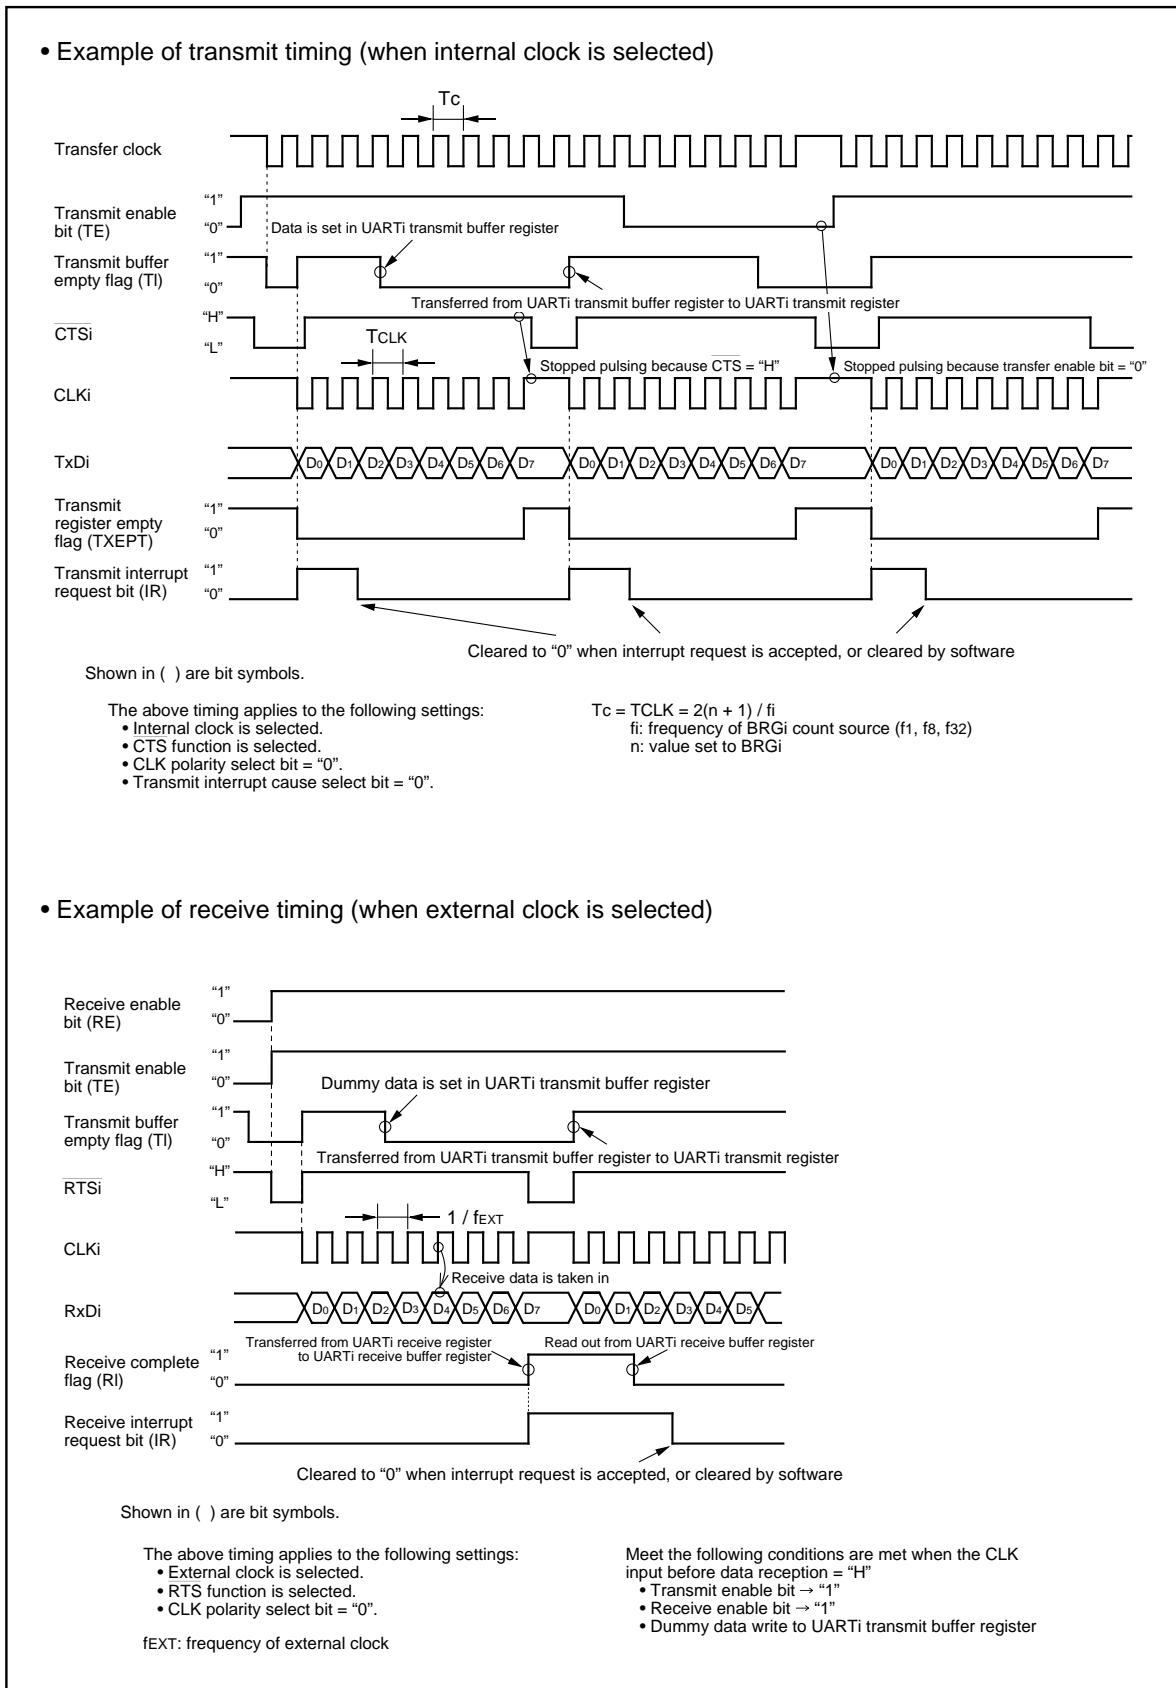 • Example of transmit timing (when internal clock is selected)
Tc
Transfer clock
Transmit enable
bit (TE)
“1”
“0”
Data is set in UARTi transmit buffer register
Transmit buffer
empty flag (Tl)
“1”
“0”
Transferred from UARTi transmit buffer register to UARTi transmit register
CTSi
“H”
“L”
TCLK
Stopped pulsing because CTS = “H”
Stopped pulsing because transfer enable bit = “0”
CLKi
TxDi
D0 D1 D2 D3 D4 D5 D6 D7 D0 D1 D2 D3 D4 D5 D6 D7 D0 D1 D2 D3 D4 D5 D6 D7
Transmit
register empty
flag (TXEPT)
“1”
“0”
Transmit interrupt
request bit (IR)
“1”
“0”
Cleared to “0” when interrupt request is accepted, or cleared by software
Shown in ( ) are bit symbols.
The above timing applies to the following settings:
• Internal clock is selected.
• CTS function is selected.
• CLK polarity select bit = “0”.
• Transmit interrupt cause select bit = “0”.
Tc = TCLK = 2(n + 1) / fi
fi: frequency of BRGi count source (f1, f8, f32)
n: value set to BRGi
• Example of receive timing (when external clock is selected)
Receive enable
bit (RE)
“1”
“0”
Transmit enable
bit (TE)
“1”
“0”
Dummy data is set in UARTi transmit buffer register
Transmit buffer
empty flag (Tl)
“1”
“0”
Transferred from UARTi transmit buffer register to UARTi transmit register
RTSi
“H”
“L”
1 / fEXT
CLKi
Receive data is taken in
RxDi
D0 D1 D2 D3 D4 D5 D6 D7 D0 D1 D2 D3 D4 D5
Transferred from UARTi receive register
to UARTi receive buffer register
Read out from UARTi receive buffer register
Receive complete
flag (Rl)
“1”
“0”
Receive interrupt
request bit (IR)
“1”
“0”
Cleared to “0” when interrupt request is accepted, or cleared by software
Shown in ( ) are bit symbols.
The above timing applies to the following settings:
• External clock is selected.
• RTS function is selected.
• CLK polarity select bit = “0”.
fEXT: frequency of external clock
Meet the following conditions are met when the CLK
input before data reception = “H”
• Transmit enable bit → “1”
• Receive enable bit → “1”
• Dummy data write to UARTi transmit buffer register